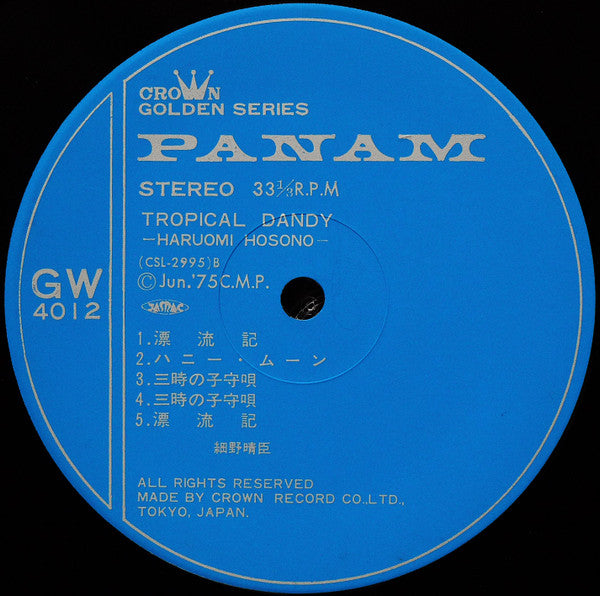 CROWN
GOLDEN SERIES
PANAM
STEREO 33⅓R.P.M
TROPICAL DANDY
-HARUOMI HOSONO-
(CSL-2995)B
©Jun.'75C.M.P.
JASRAC
GW
4012
1.漂 流 記
2.ハニー・ムーン
3.三時の子守唄
4.三時の子守唄
5.漂 流 記
細野晴臣
ALL RIGHTS RESERVED
MADE BY CROWN RECORD CO.,LTD.,
TOKYO, JAPAN.